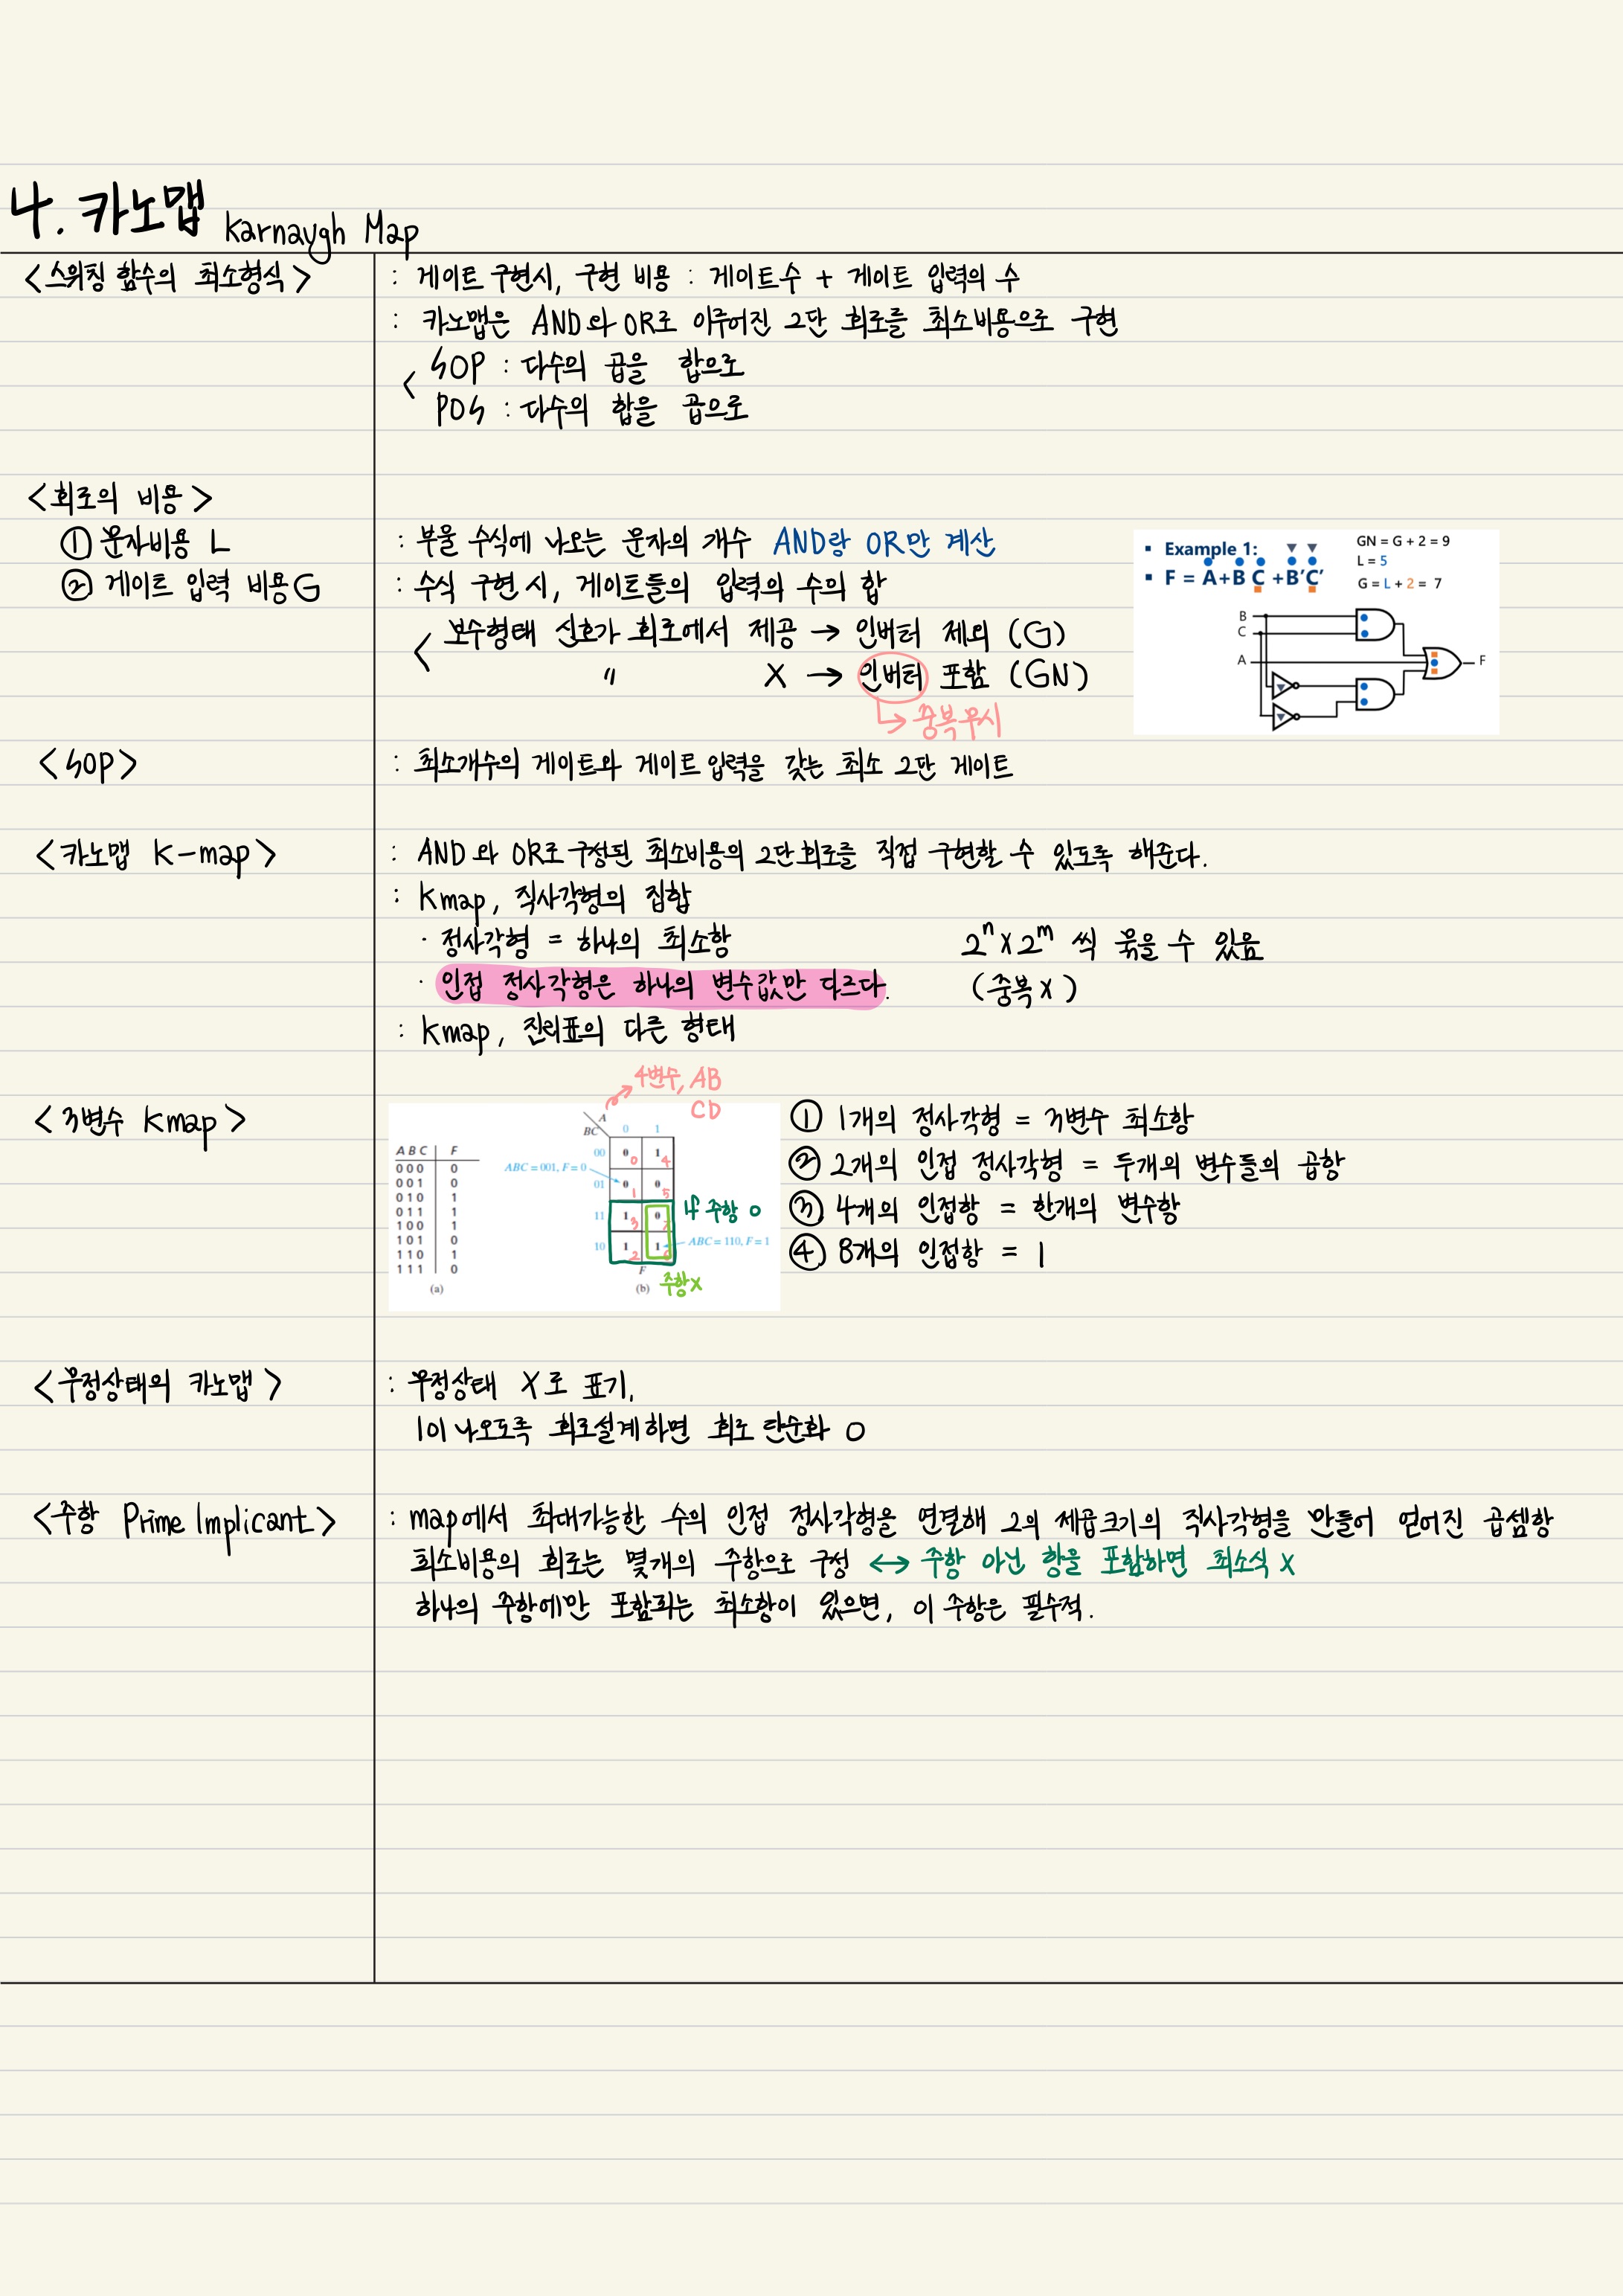 4. 카노맵 Karnaugh Map
<스위칭 함수의 최소형식> : 게이트 구현시, 구현 비용 : 게이트수 + 게이트 입력의 수
: 카노맵은 AND와 OR로 이루어진 2단 회로를 최소비용으로 구현
< SOP : 다수의 곱을 합으로
POS : 다수의 합을 곱으로
<회로의 비용>
① 문자비용 L : 부울 수식에 나오는 문자의 개수 AND랑 OR만 계산
② 게이트 입력 비용 G : 수식 구현 시, 게이트들의 입력의 수의 합
< 보수형태 신호가 회로에서 제공 → 인버터 제외 (G)
〃 X → 인버터 포함 (GN)
↳ 중복무시
▪ Example 1:
▪ F = A+B C +B'C'
GN = G + 2 = 9
L = 5
G = L + 2 = 7
B
C
A
F
<SOP> : 최소개수의 게이트와 게이트 입력을 갖는 최소 2단 게이트
<카노맵 K-map> : AND와 OR로 구성된 최소비용의 2단회로를 직접 구현할 수 있도록 해준다.
: Kmap, 직사각형의 집합
· 정사각형 = 하나의 최소항 2ⁿ X 2ᵐ 씩 묶을 수 있음
· 인접 정사각형은 하나의 변수값만 다르다. (중복X)
: Kmap, 진리표의 다른 형태
<3변수 Kmap>
4변수, AB
CD
A B C F
0 0 0 0
0 0 1 0
0 1 0 1
0 1 1 1
1 0 0 1
1 0 1 0
1 1 0 1
1 1 1 0
(a)
A
BC 0 1
00 0 0 1 4
ABC = 001, F = 0
01 0 1 0 5
11 1 3 0 7 if 주항 O
10 1 2 1 6 ABC = 110, F = 1
F
주항X
(b)
① 1개의 정사각형 = 3변수 최소항
② 2개의 인접 정사각형 = 두개의 변수들의 곱항
③ 4개의 인접항 = 한개의 변수항
④ 8개의 인접항 = 1
<무정상태의 카노맵> : 무정상태 X로 표기,
1이 나오도록 회로설계하면 회로 단순화 O
<주항 Prime Implicant> : map에서 최대가능한 수의 인접 정사각형을 연결해 2의 제곱크기의 직사각형을 만들어 얻어진 곱셈항
최소비용의 회로는 몇개의 주항으로 구성 ↔ 주항 아닌 항을 포함하면 최소식 X
하나의 주항에만 포함되는 최소항이 있으면, 이 주항은 필수적.